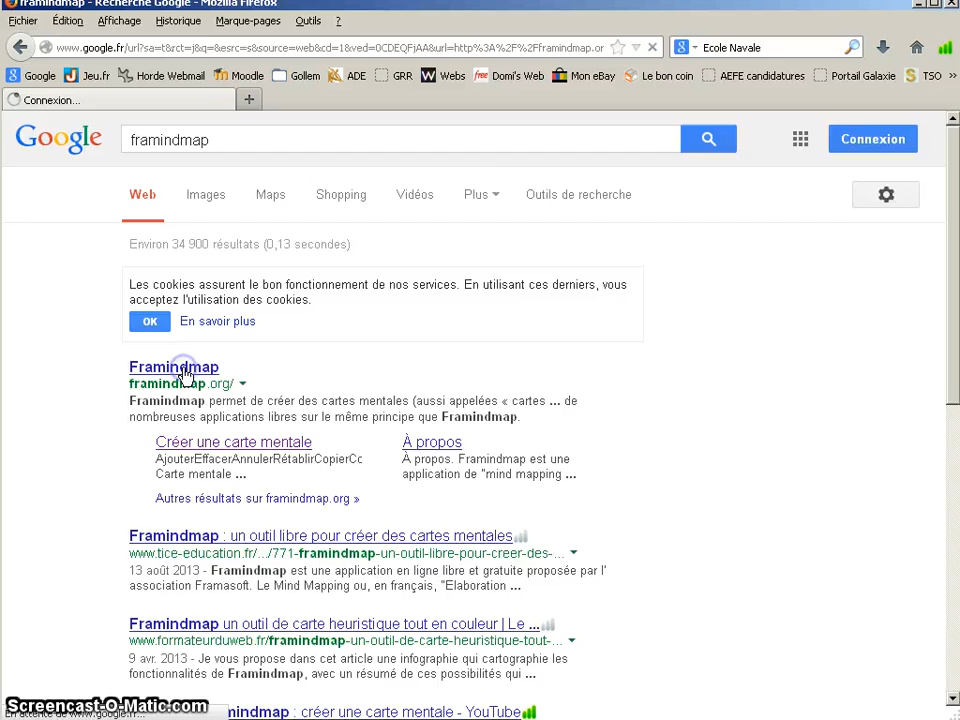 framindmap - Recherche Google - Mozilla Firefox
Fichier Édition Affichage Historique Marque-pages Outils ?
www.google.fr/url?sa=t&rct=j&q=&esrc=s&source=web&cd=1&ved=0CDEQFjAA&url=http%3A%2F%2Fframindmap.or
Ecole Navale
Google Jeu.fr Horde Webmail Moodle Gollem ADE GRR Webs Domi's Web Mon eBay Le bon coin AEFE candidatures Portail Galaxie TSO »
Connexion...
Google framindmap Connexion
Web Images Maps Shopping Vidéos Plus Outils de recherche
Environ 34 900 résultats (0,13 secondes)
Les cookies assurent le bon fonctionnement de nos services. En utilisant ces derniers, vous
acceptez l'utilisation des cookies.
OK En savoir plus
Framindmap
framindmap.org/
Framindmap permet de créer des cartes mentales (aussi appelées « cartes ... de
nombreuses applications libres sur le même principe que Framindmap.
Créer une carte mentale
AjouterEffacerAnnulerRétablirCopierCc
Carte mentale ...
À propos
À propos. Framindmap est une
application de "mind mapping ...
Autres résultats sur framindmap.org »
Framindmap : un outil libre pour créer des cartes mentales
www.tice-education.fr/.../771-framindmap-un-outil-libre-pour-creer-des-...
13 août 2013 - Framindmap est une application en ligne libre et gratuite proposée par l'
association Framasoft. Le Mind Mapping ou, en français, "Elaboration ...
Framindmap un outil de carte heuristique tout en couleur | Le ...
www.formateurduweb.fr/framindmap-un-outil-de-carte-heuristique-tout-...
9 avr. 2013 - Je vous propose dans cet article une infographie qui cartographie les
fonctionnalités de Framindmap, avec un résumé de ces possibilités qui ...
mindmap : créer une carte mentale - YouTube
Screencast-O-Matic.com